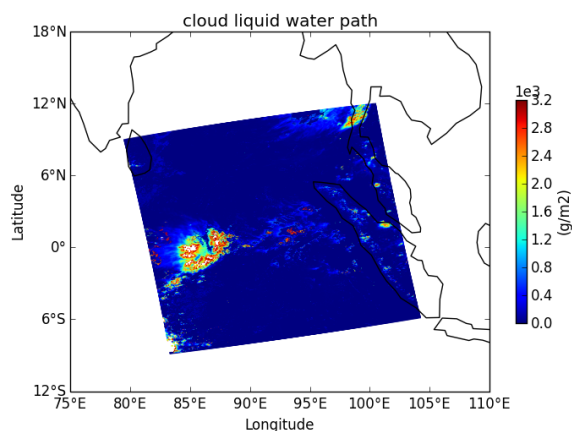 cloud liquid water path
18°N
12°N
6°N
0°
6°S
12°S
75°E 80°E 85°E 90°E 95°E 100°E 105°E 110°E
Longitude
Latitude
1e3
3.2
2.8
2.4
2.0
1.6
1.2
0.8
0.4
0.0
(g/m2)